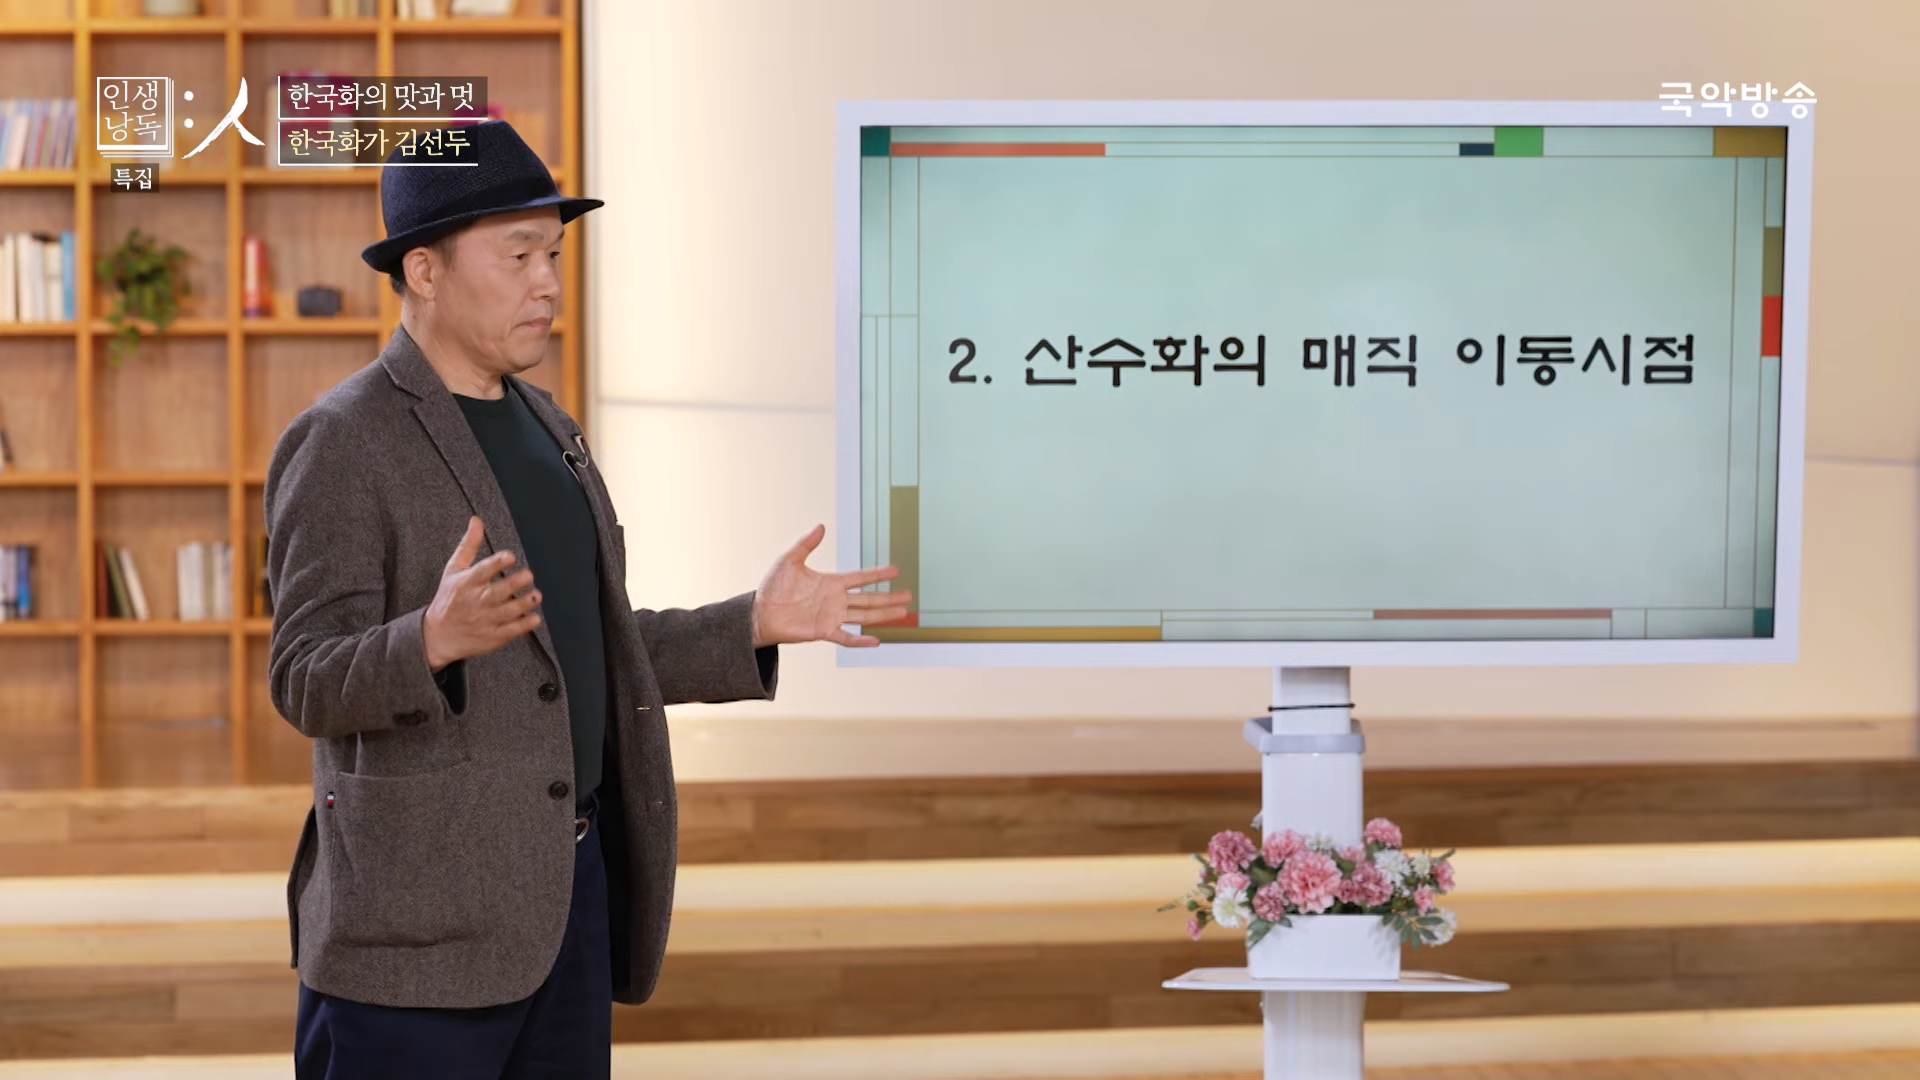 인생
낭독
:人
특집
한국화의 맛과 멋
한국화가 김선두
국악방송
2. 산수화의 매직 이동시점